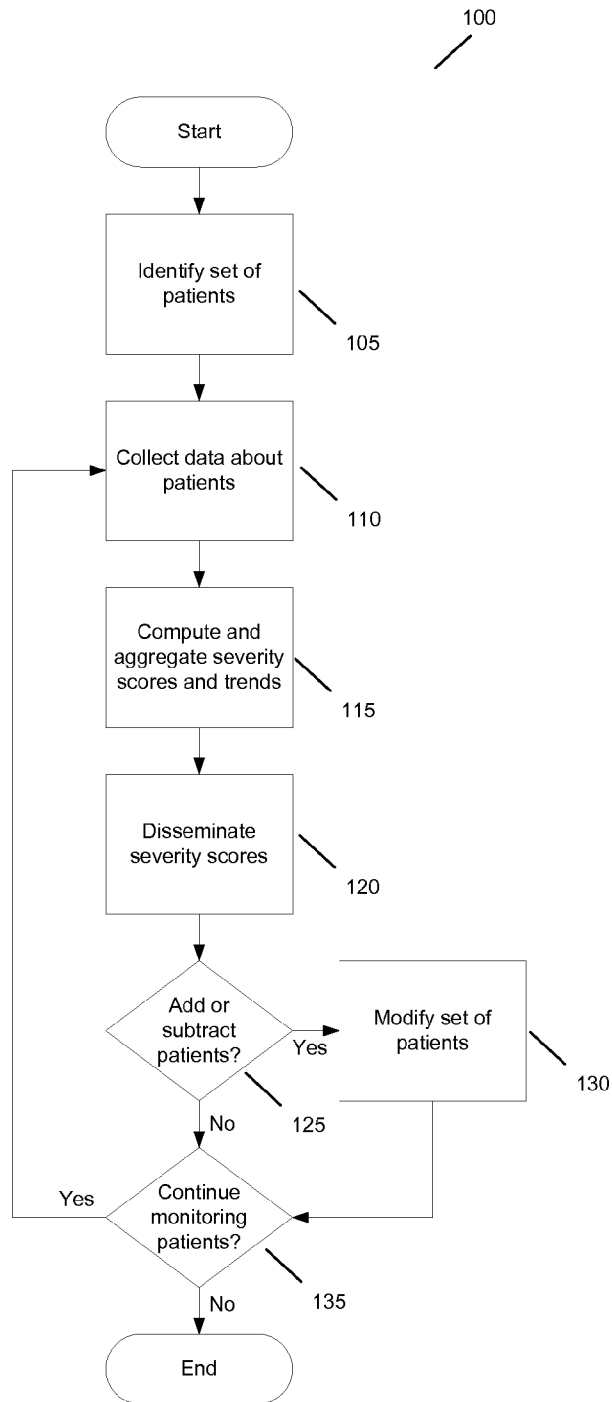 100
Start
Identify set of
patients
105
Collect data about
patients
110
Compute and
aggregate severity
scores and trends
115
Disseminate
severity scores
120
Add or
subtract
patients?
Yes
Modify set of
patients
130
125
No
Yes
Continue
monitoring
patients?
135
No
End